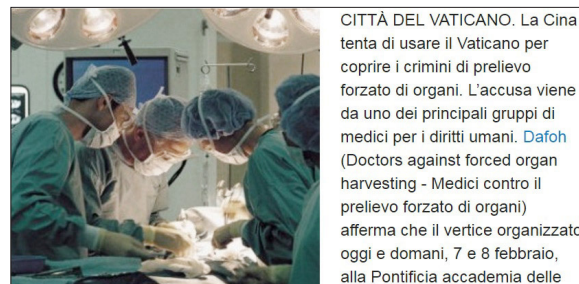 CITTÀ DEL VATICANO. La Cina
tenta di usare il Vaticano per
coprire i crimini di prelievo
forzato di organi. L'accusa viene
da uno dei principali gruppi di
medici per i diritti umani. Dafoh
(Doctors against forced organ
harvesting - Medici contro il
prelievo forzato di organi)
afferma che il vertice organizzato
oggi e domani, 7 e 8 febbraio,
alla Pontificia accademia delle